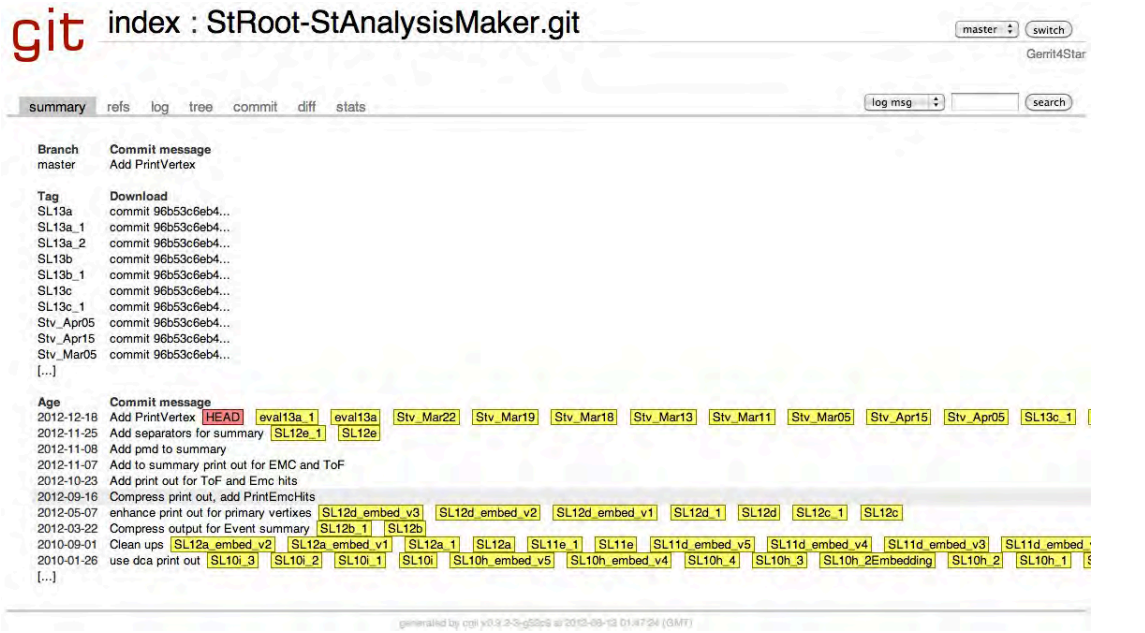 git index : StRoot-StAnalysisMaker.git
master switch
Gerrit4Star
summary refs log tree commit diff stats log msg search
Branch Commit message
master Add PrintVertex
Tag Download
SL13a commit 96b53c6eb4...
SL13a_1 commit 96b53c6eb4...
SL13a_2 commit 96b53c6eb4...
SL13b commit 96b53c6eb4...
SL13b_1 commit 96b53c6eb4...
SL13c commit 96b53c6eb4...
SL13c_1 commit 96b53c6eb4...
Stv_Apr05 commit 96b53c6eb4...
Stv_Apr15 commit 96b53c6eb4...
Stv_Mar05 commit 96b53c6eb4...
[...]
Age Commit message
2012-12-18 Add PrintVertex HEAD eval13a_1 eval13a Stv_Mar22 Stv_Mar19 Stv_Mar18 Stv_Mar13 Stv_Mar11 Stv_Mar05 Stv_Apr15 Stv_Apr05 SL13c_1
2012-11-25 Add separators for summary SL12e_1 SL12e
2012-11-08 Add pmd to summary
2012-11-07 Add to summary print out for EMC and ToF
2012-10-23 Add print out for ToF and Emc hits
2012-09-16 Compress print out, add PrintEmcHits
2012-05-07 enhance print out for primary vertixes SL12d_embed_v3 SL12d_embed_v2 SL12d_embed_v1 SL12d_1 SL12d SL12c_1 SL12c
2012-03-22 Compress output for Event summary SL12b_1 SL12b
2010-09-01 Clean ups SL12a_embed_v2 SL12a_embed_v1 SL12a_1 SL12a SL11e_1 SL11e SL11d_embed_v5 SL11d_embed_v4 SL11d_embed_v3 SL11d_embed
2010-01-26 use dca print out SL10i_3 SL10i_2 SL10i_1 SL10i SL10h_embed_v5 SL10h_embed_v4 SL10h_4 SL10h_3 SL10h_2Embedding SL10h_2 SL10h_1
[...]
generated by cgit at (GMT)